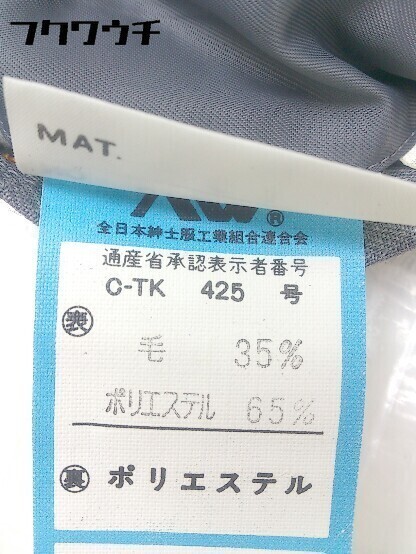 フクワウチ
MAT.
®
全日本紳士服工業組合連合会
通産省承認表示者番号
C-TK 425 号
表 毛 35%
ポリエステル 65%
裏 ポリエステル